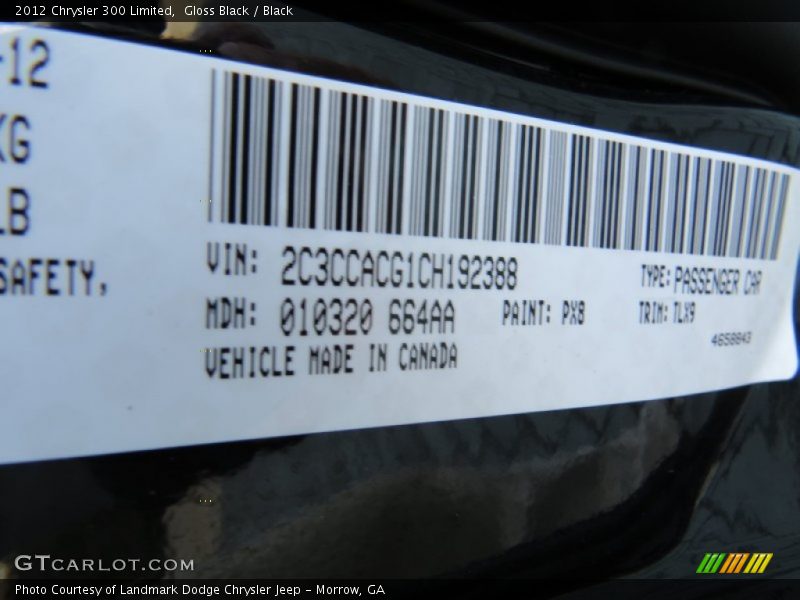 2012 Chrysler 300 Limited,  Gloss Black / Black
-12
KG
LB
SAFETY,
VIN: 2C3CCACG1CH192388 TYPE: PASSENGER CAR
MDH: 010320 664AA PAINT: PX8 TRIM: TLX9
4658843
VEHICLE MADE IN CANADA
GTCARLOT.COM
Photo Courtesy of Landmark Dodge Chrysler Jeep - Morrow, GA